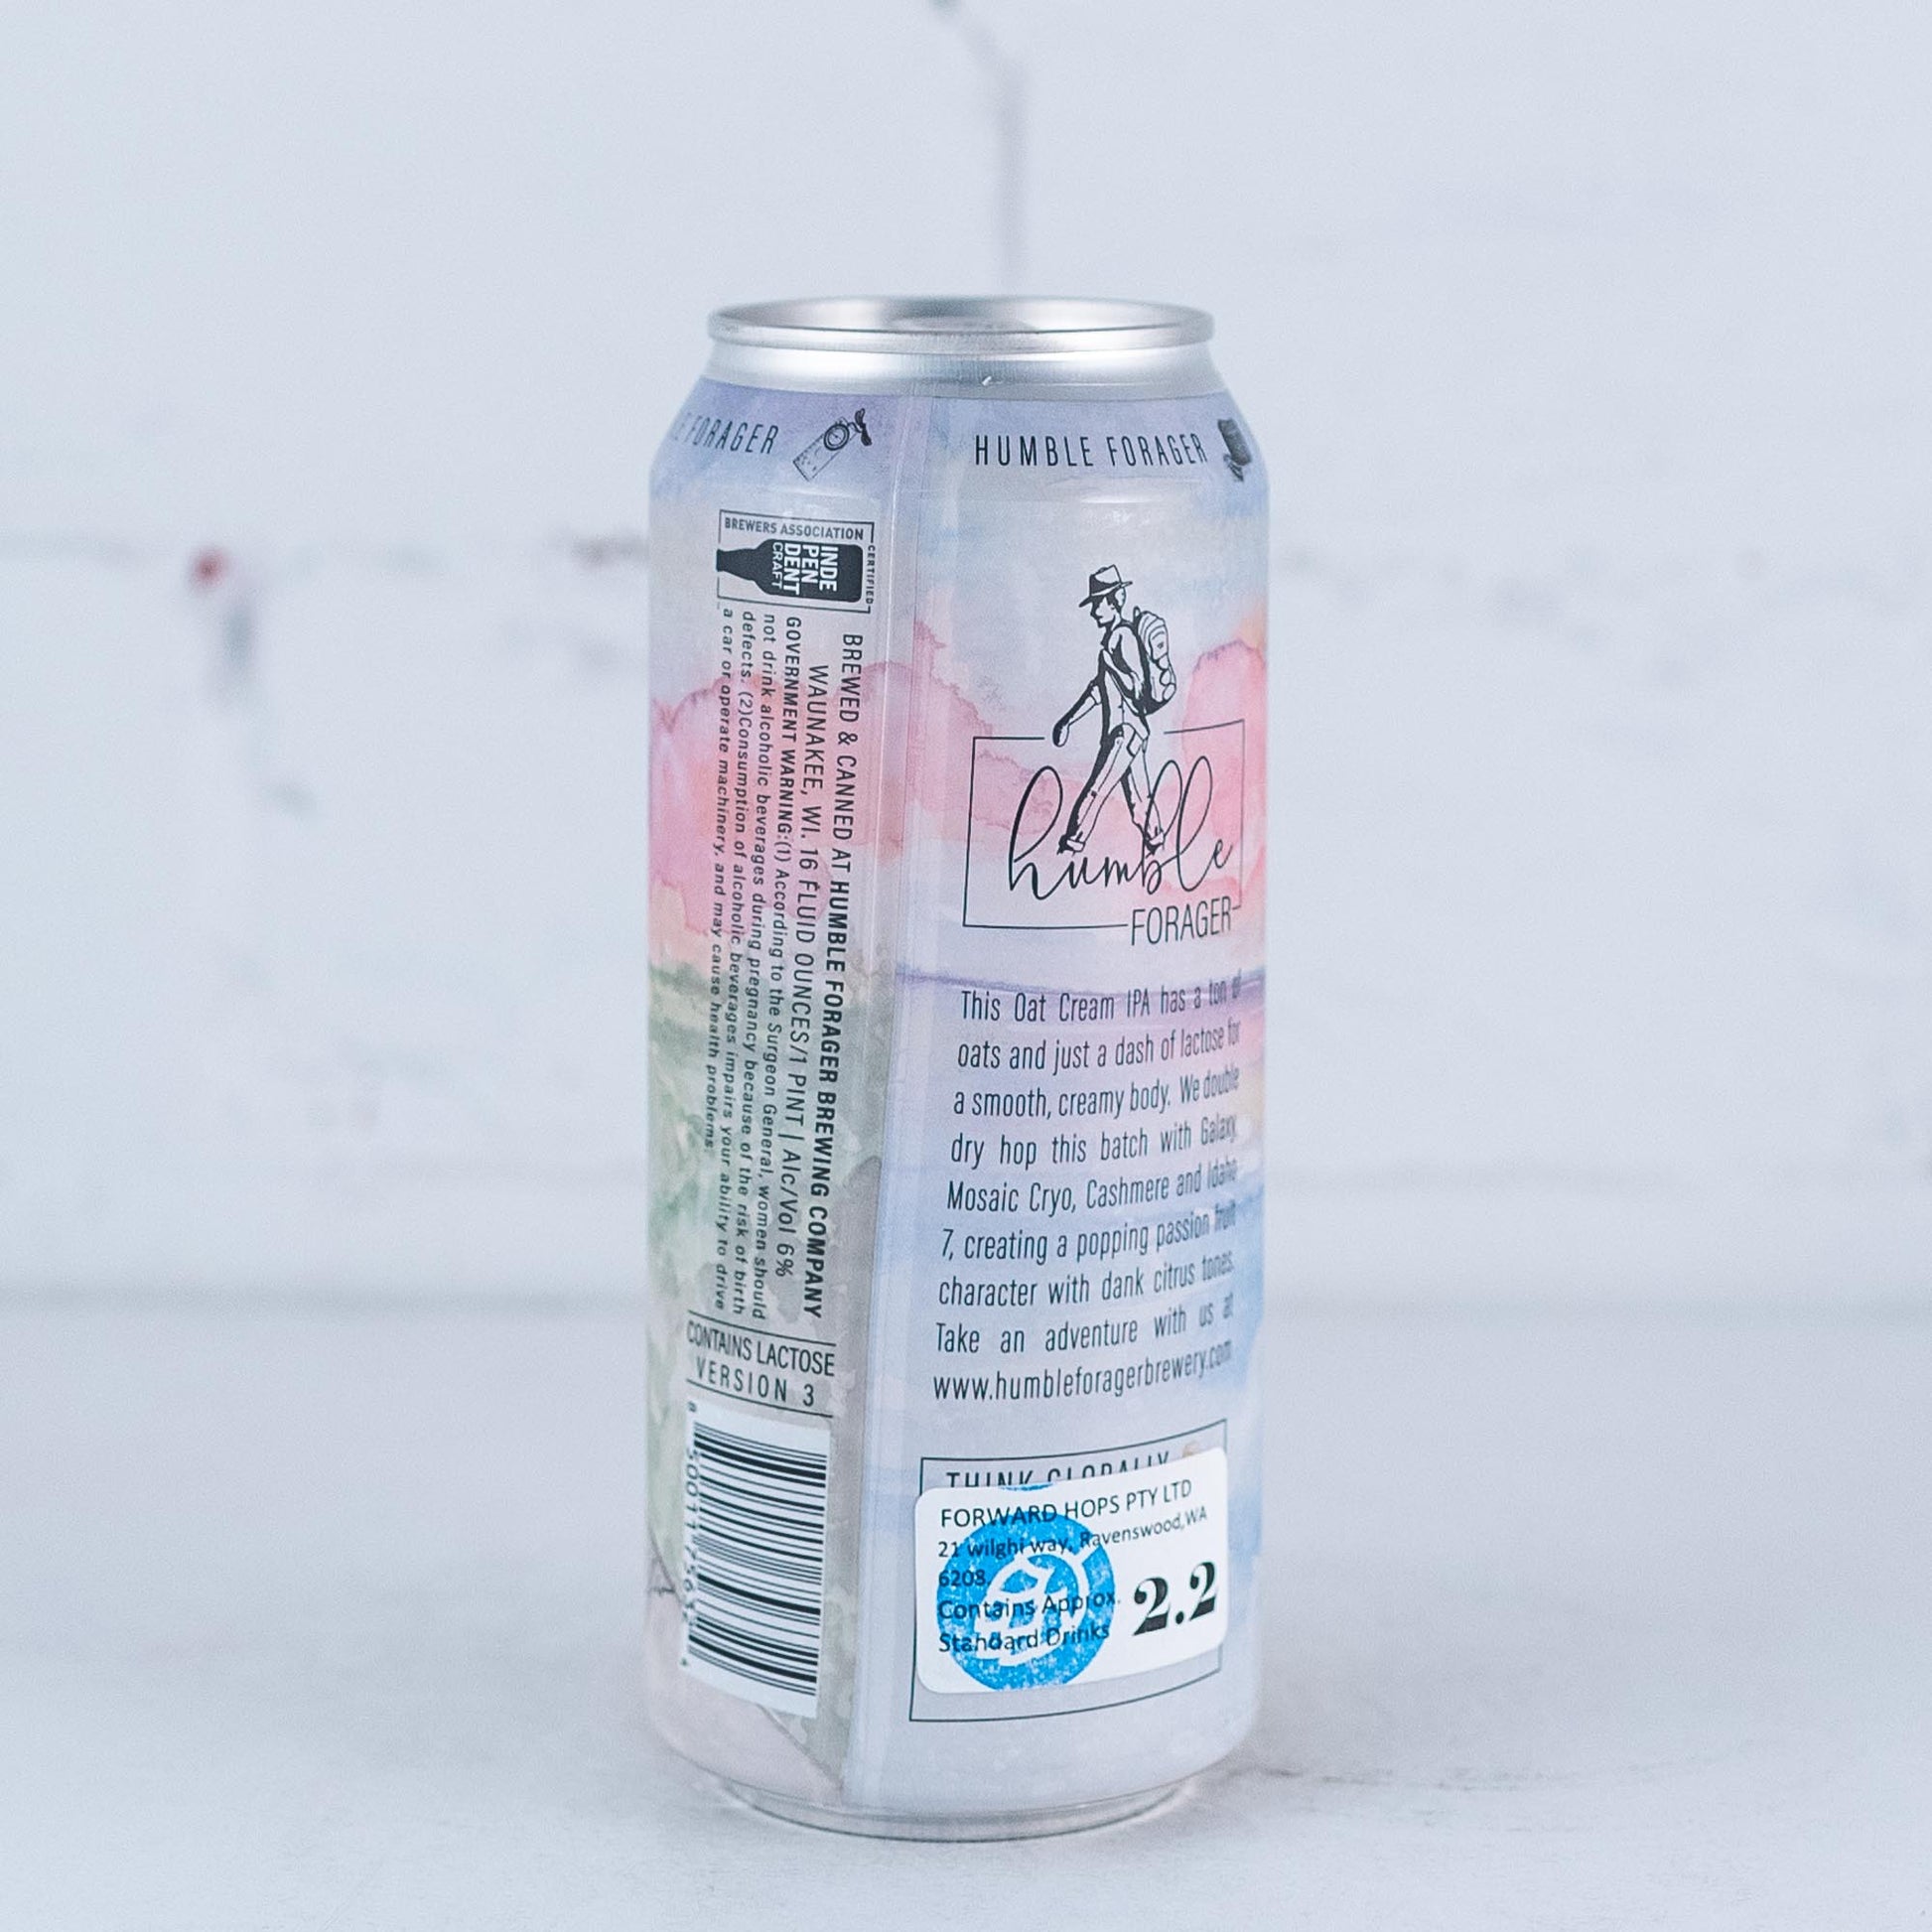 E FORAGER
HUMBLE FORAGER
BREWERS ASSOCIATION
CERTIFIED
INDE
PEN
DENT
CRAFT
BREWED & CANNED AT HUMBLE FORAGER BREWING COMPANY
WAUNAKEE, WI. 16 FLUID OUNCES/1 PINT | Alc/Vol 6%
GOVERNMENT WARNING:(1) According to the Surgeon General, women should
not drink alcoholic beverages during pregnancy because of the risk of birth
defects. (2)Consumption of alcoholic beverages impairs your ability to drive
a car or operate machinery, and may cause health problems.
CONTAINS LACTOSE
VERSION 3
humble
FORAGER
This Oat Cream IPA has a ton of
oats and just a dash of lactose for
a smooth, creamy body. We double
dry hop this batch with Galaxy,
Mosaic Cryo, Cashmere and Idaho
7, creating a popping passion fruit
character with dank citrus tones.
Take an adventure with us at
www.humbleforagerbrewery.com
THINK GLOBALLY
FORWARD HOPS PTY LTD
21 wilghi way, Ravenswood,WA
6208.
Contains Approx.
Standard Drinks
2.2